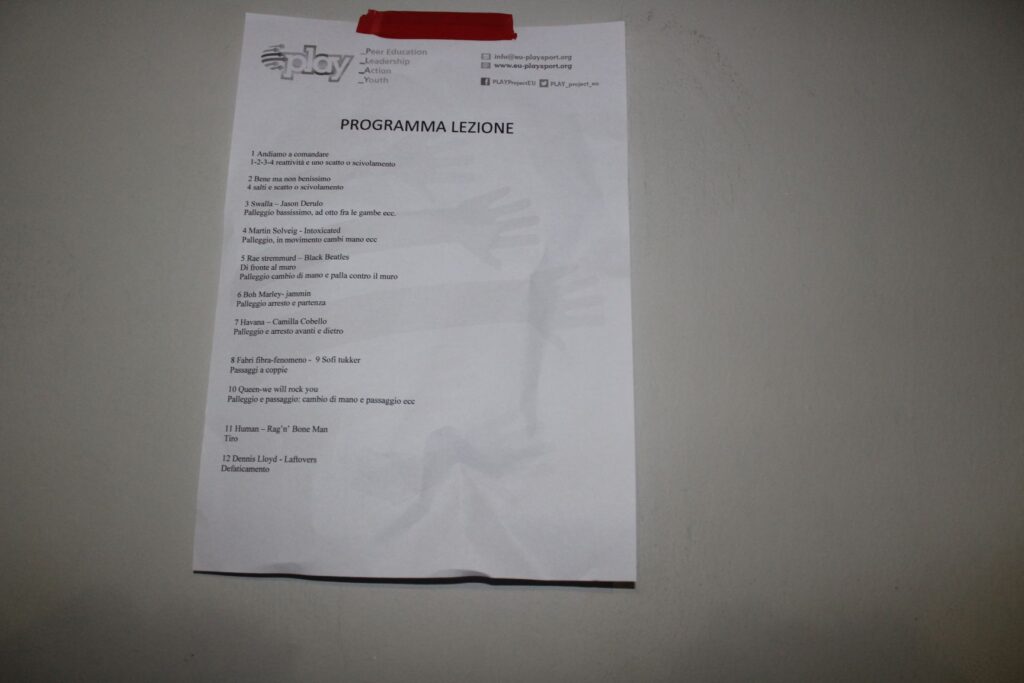 play
_Peer Education
_Leadership
_Action
_Youth
info@eu-playsport.org
www.eu-playsport.org
PLAYProjectEU PLAY_project_eu
PROGRAMMA LEZIONE
1 Andiamo a comandare
1-2-3-4 reattività e uno scatto o scivolamento
2 Bene ma non benissimo
4 salti e scatto o scivolamento
3 Swalla – Jason Derulo
Palleggio bassissimo, ad otto fra le gambe ecc.
4 Martin Solveig - Intoxicated
Palleggio, in movimento cambi mano ecc
5 Rae stremmurd – Black Beatles
Di fronte al muro
Palleggio cambio di mano e palla contro il muro
6 Boh Marley- jammin
Palleggio arresto e partenza
7 Havana – Camilla Cobello
Palleggio e arresto avanti e dietro
8 Fabri fibra-fenomeno - 9 Sofi tukker
Passaggi a coppie
10 Queen-we will rock you
Palleggio e passaggio: cambio di mano e passaggio ecc
11 Human – Rag'n' Bone Man
Tiro
12 Dennis Lloyd - Laftovers
Defaticamento